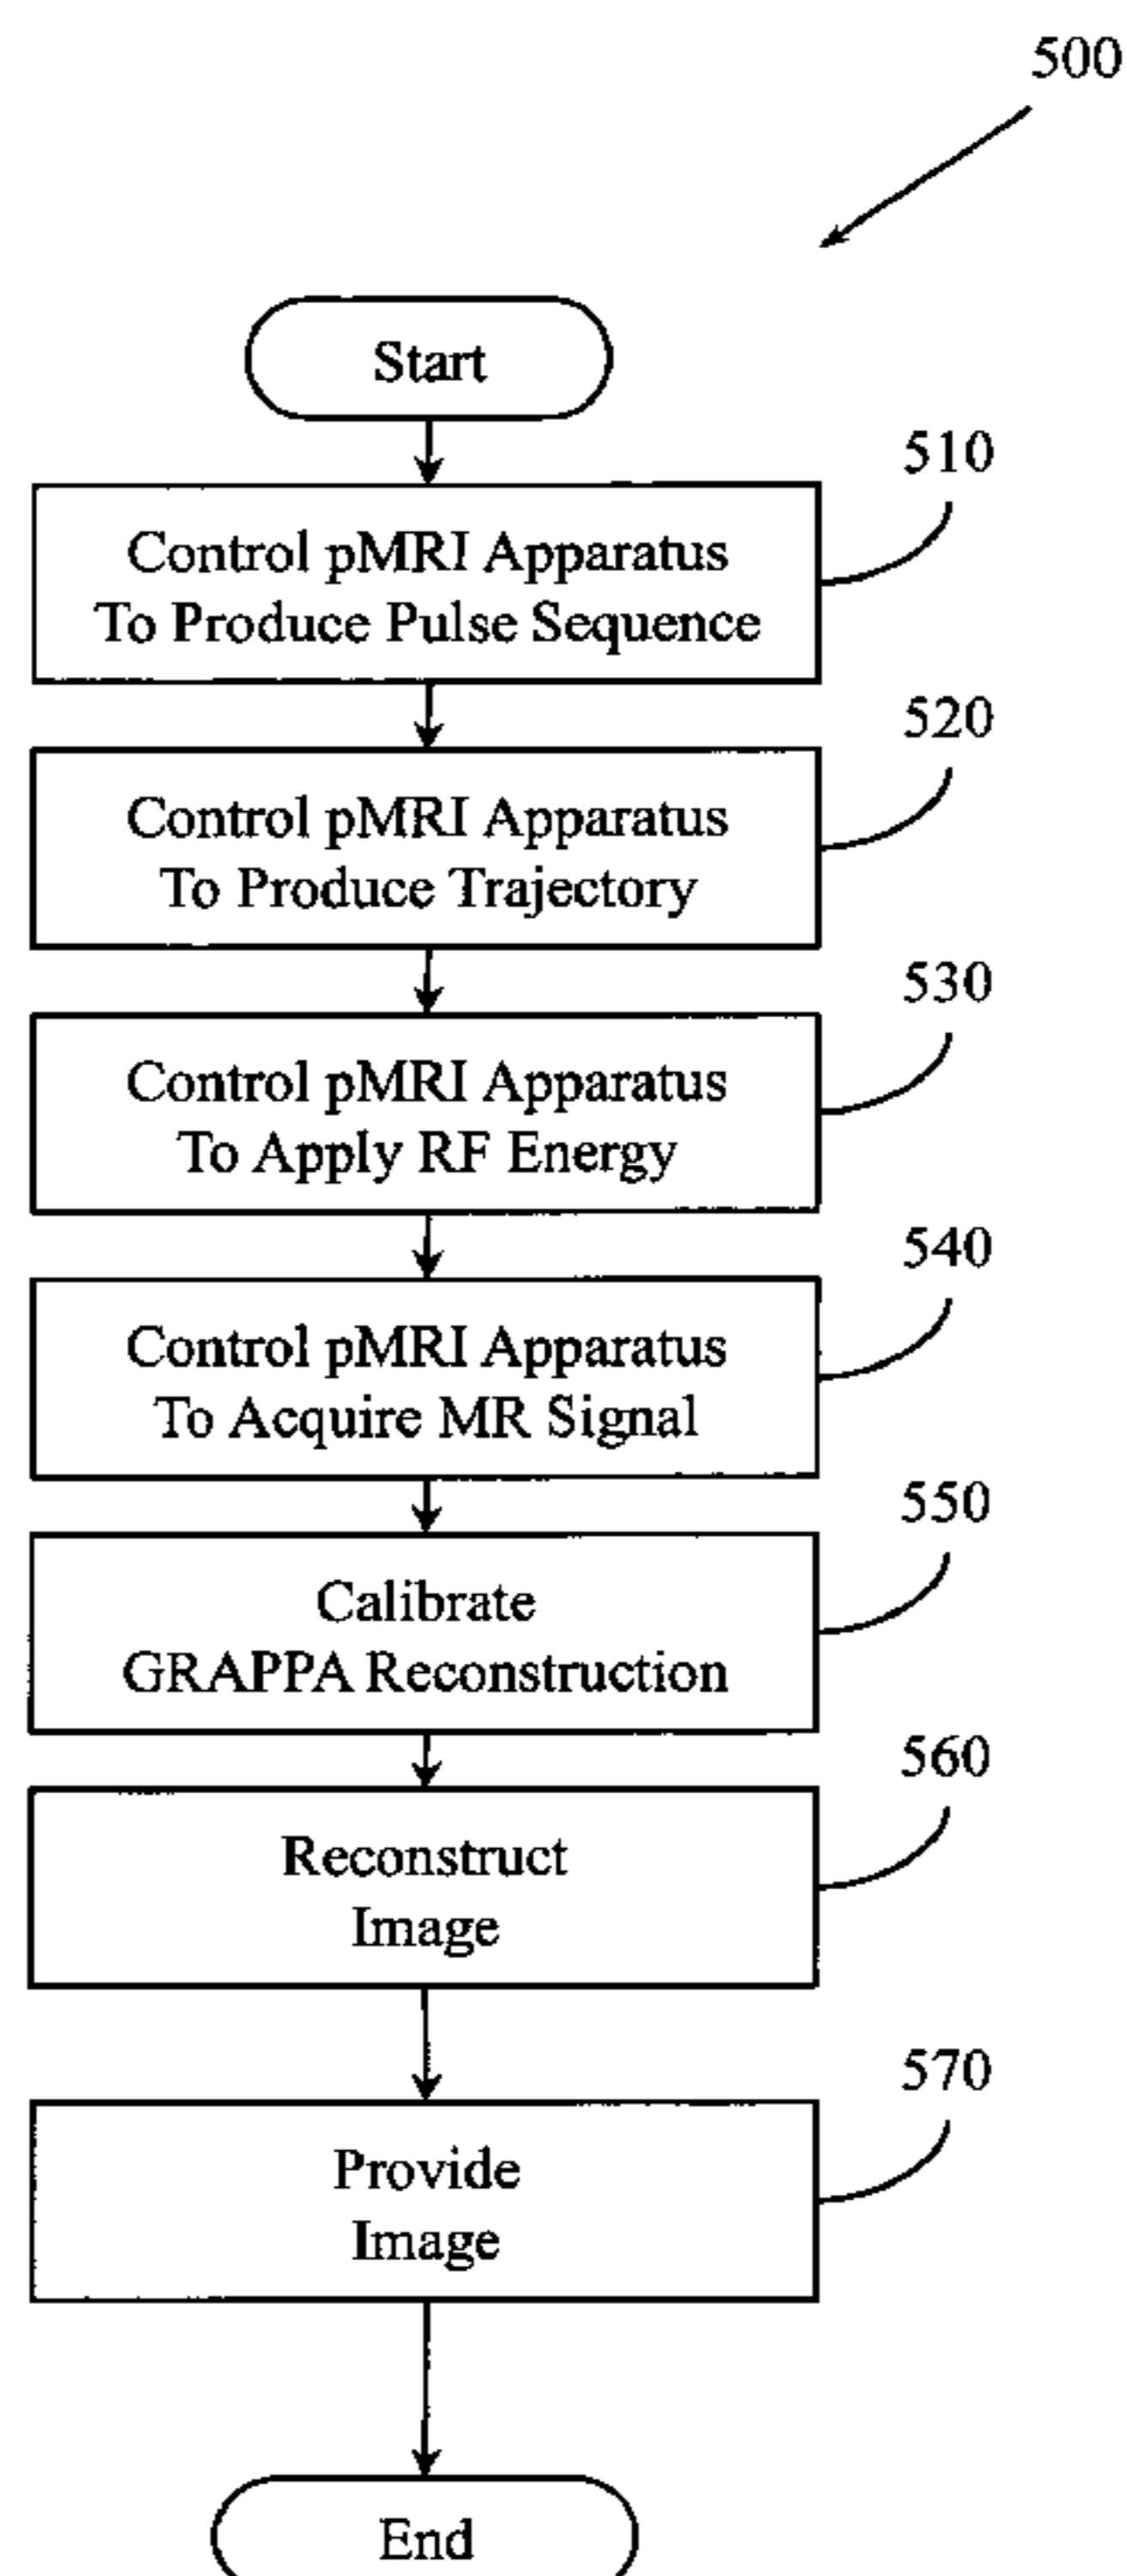 500
Start
510
Control pMRI Apparatus
To Produce Pulse Sequence
520
Control pMRI Apparatus
To Produce Trajectory
530
Control pMRI Apparatus
To Apply RF Energy
540
Control pMRI Apparatus
To Acquire MR Signal
550
Calibrate
GRAPPA Reconstruction
560
Reconstruct
Image
570
Provide
Image
End